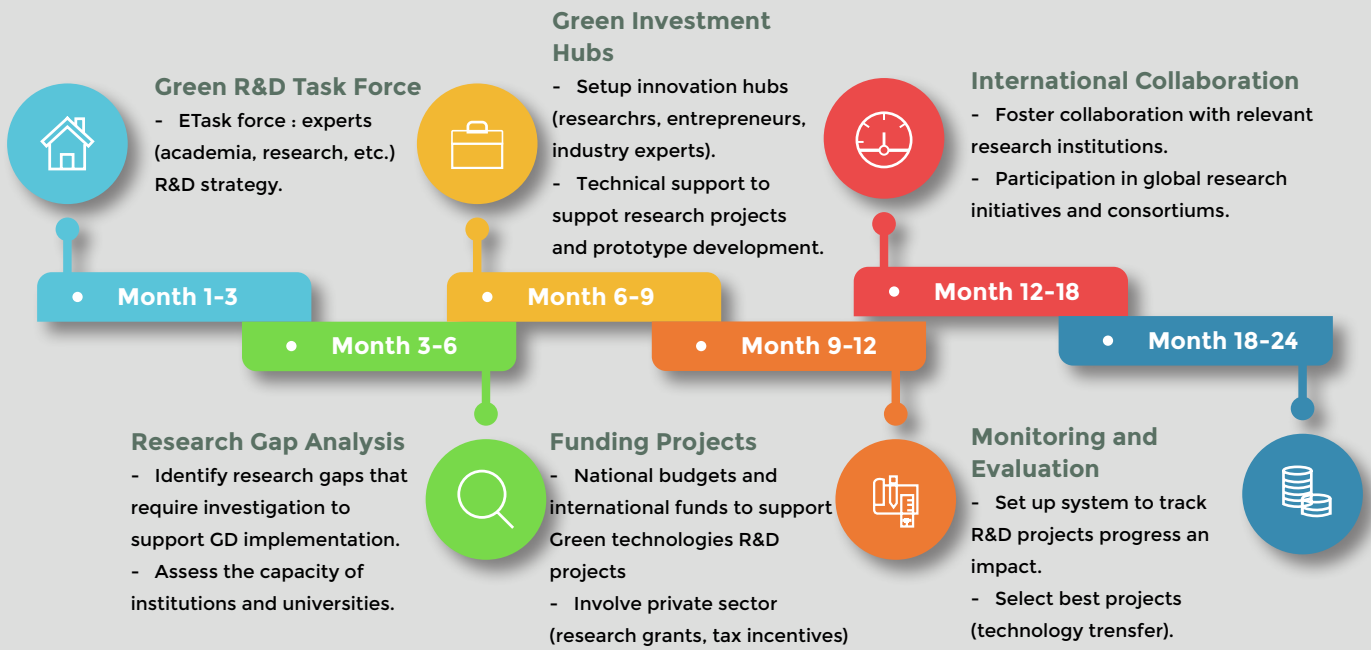 Green R&D Task Force
- ETask force : experts
(academia, research, etc.)
R&D strategy.
Green Investment
Hubs
- Setup innovation hubs
(researchrs, entrepreneurs,
industry experts).
- Technical support to
suppot research projects
and prototype development.
International Collaboration
- Foster collaboration with relevant
research institutions.
- Participation in global research
initiatives and consortiums.
• Month 1-3
• Month 6-9
• Month 12-18
• Month 3-6
• Month 9-12
• Month 18-24
Research Gap Analysis
- Identify research gaps that
require investigation to
support GD implementation.
- Assess the capacity of
institutions and universities.
Funding Projects
- National budgets and
international funds to support
Green technologies R&D
projects
- Involve private sector
(research grants, tax incentives)
Monitoring and
Evaluation
- Set up system to track
R&D projects progress an
impact.
- Select best projects
(technology trensfer).